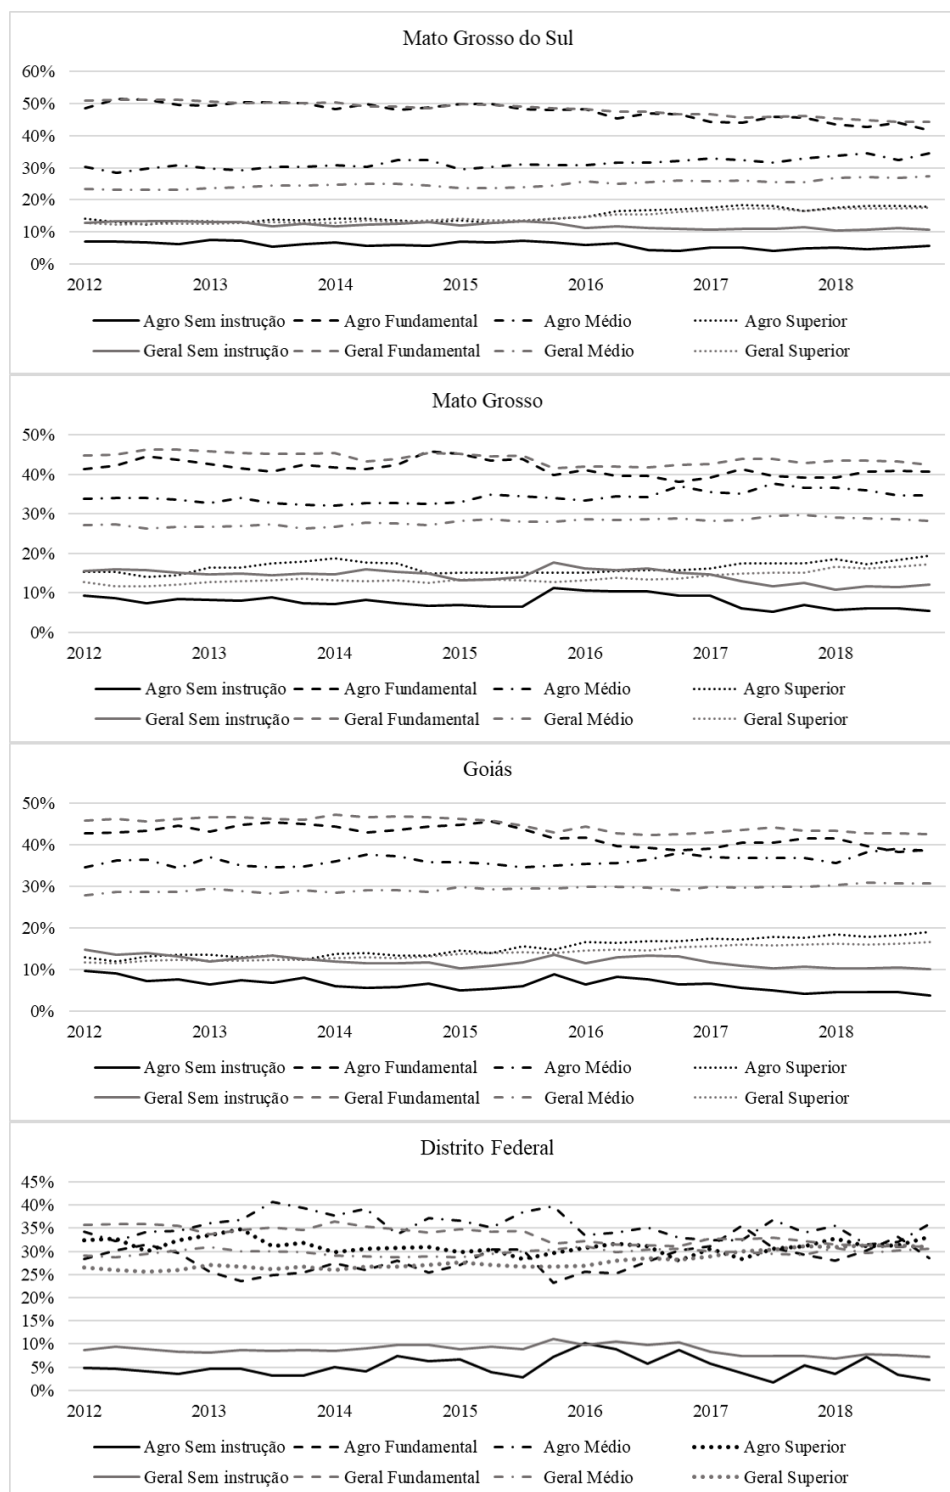 Mato Grosso do Sul
60%
50%
40%
30%
20%
10%
0%
2012 2013 2014 2015 2016 2017 2018
Agro Sem instrução Agro Fundamental Agro Médio Agro Superior
Geral Sem instrução Geral Fundamental Geral Médio Geral Superior
Mato Grosso
50%
40%
30%
20%
10%
0%
2012 2013 2014 2015 2016 2017 2018
Agro Sem instrução Agro Fundamental Agro Médio Agro Superior
Geral Sem instrução Geral Fundamental Geral Médio Geral Superior
Goiás
50%
40%
30%
20%
10%
0%
2012 2013 2014 2015 2016 2017 2018
Agro Sem instrução Agro Fundamental Agro Médio Agro Superior
Geral Sem instrução Geral Fundamental Geral Médio Geral Superior
Distrito Federal
45%
40%
35%
30%
25%
20%
15%
10%
5%
0%
2012 2013 2014 2015 2016 2017 2018
Agro Sem instrução Agro Fundamental Agro Médio Agro Superior
Geral Sem instrução Geral Fundamental Geral Médio Geral Superior